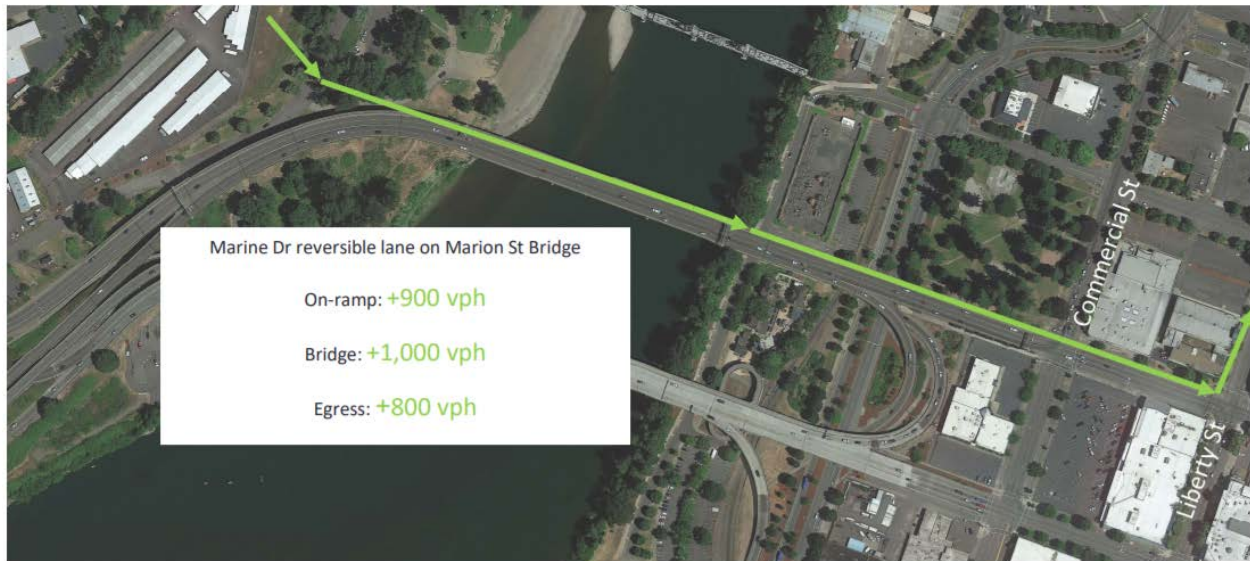 Marine Dr reversible lane on Marion St Bridge
On-ramp: +900 vph
Bridge: +1,000 vph
Egress: +800 vph
Commercial St
Liberty St